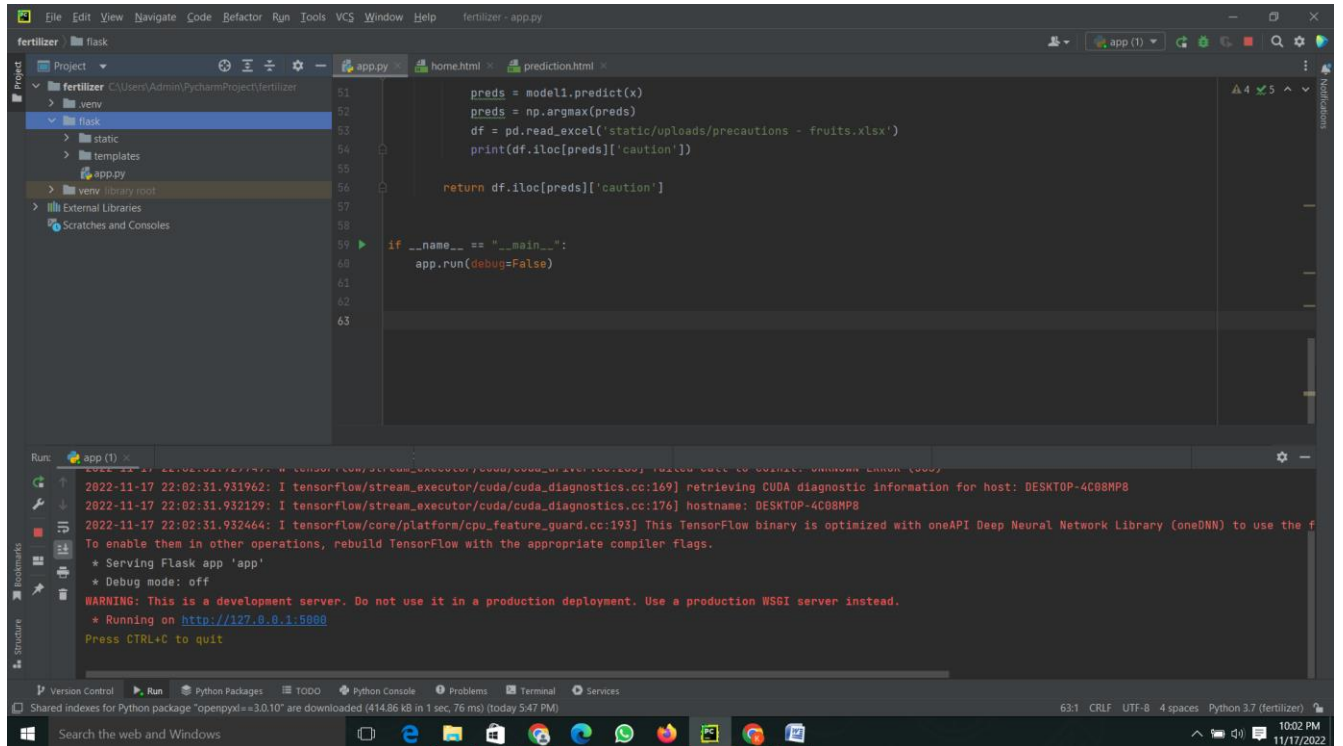 File Edit View Navigate Code Refactor Run Tools VCS Window Help fertilizer - app.py
fertilizer flask
app (1)
Project
app.py home.html prediction.html
fertilizer C:\Users\Admin\PycharmProject\fertilizer
.venv
flask
static
templates
app.py
venv library root
External Libraries
Scratches and Consoles
4 5
51 preds = model1.predict(x)
52 preds = np.argmax(preds)
53 df = pd.read_excel('static/uploads/precautions - fruits.xlsx')
54 print(df.iloc[preds]['caution'])
55
56 return df.iloc[preds]['caution']
57
58
59 if __name__ == "__main__":
60 app.run(debug=False)
61
62
63
Project
Notifications
Bookmarks
Structure
Run: app (1)
2022-11-17 22:02:31.931962: I tensorflow/stream_executor/cuda/cuda_diagnostics.cc:169] retrieving CUDA diagnostic information for host: DESKTOP-4C08MP8
2022-11-17 22:02:31.932129: I tensorflow/stream_executor/cuda/cuda_diagnostics.cc:176] hostname: DESKTOP-4C08MP8
2022-11-17 22:02:31.932464: I tensorflow/core/platform/cpu_feature_guard.cc:193] This TensorFlow binary is optimized with oneAPI Deep Neural Network Library (oneDNN) to use the f
To enable them in other operations, rebuild TensorFlow with the appropriate compiler flags.
* Serving Flask app 'app'
* Debug mode: off
WARNING: This is a development server. Do not use it in a production deployment. Use a production WSGI server instead.
* Running on http://127.0.0.1:5000
Press CTRL+C to quit
Version Control Run Python Packages TODO Python Console Problems Terminal Services
Shared indexes for Python package "openpyxl==3.0.10" are downloaded (414.86 kB in 1 sec, 76 ms) (today 5:47 PM) 63:1 CRLF UTF-8 4 spaces Python 3.7 (fertilizer)
Search the web and Windows
10:02 PM
11/17/2022